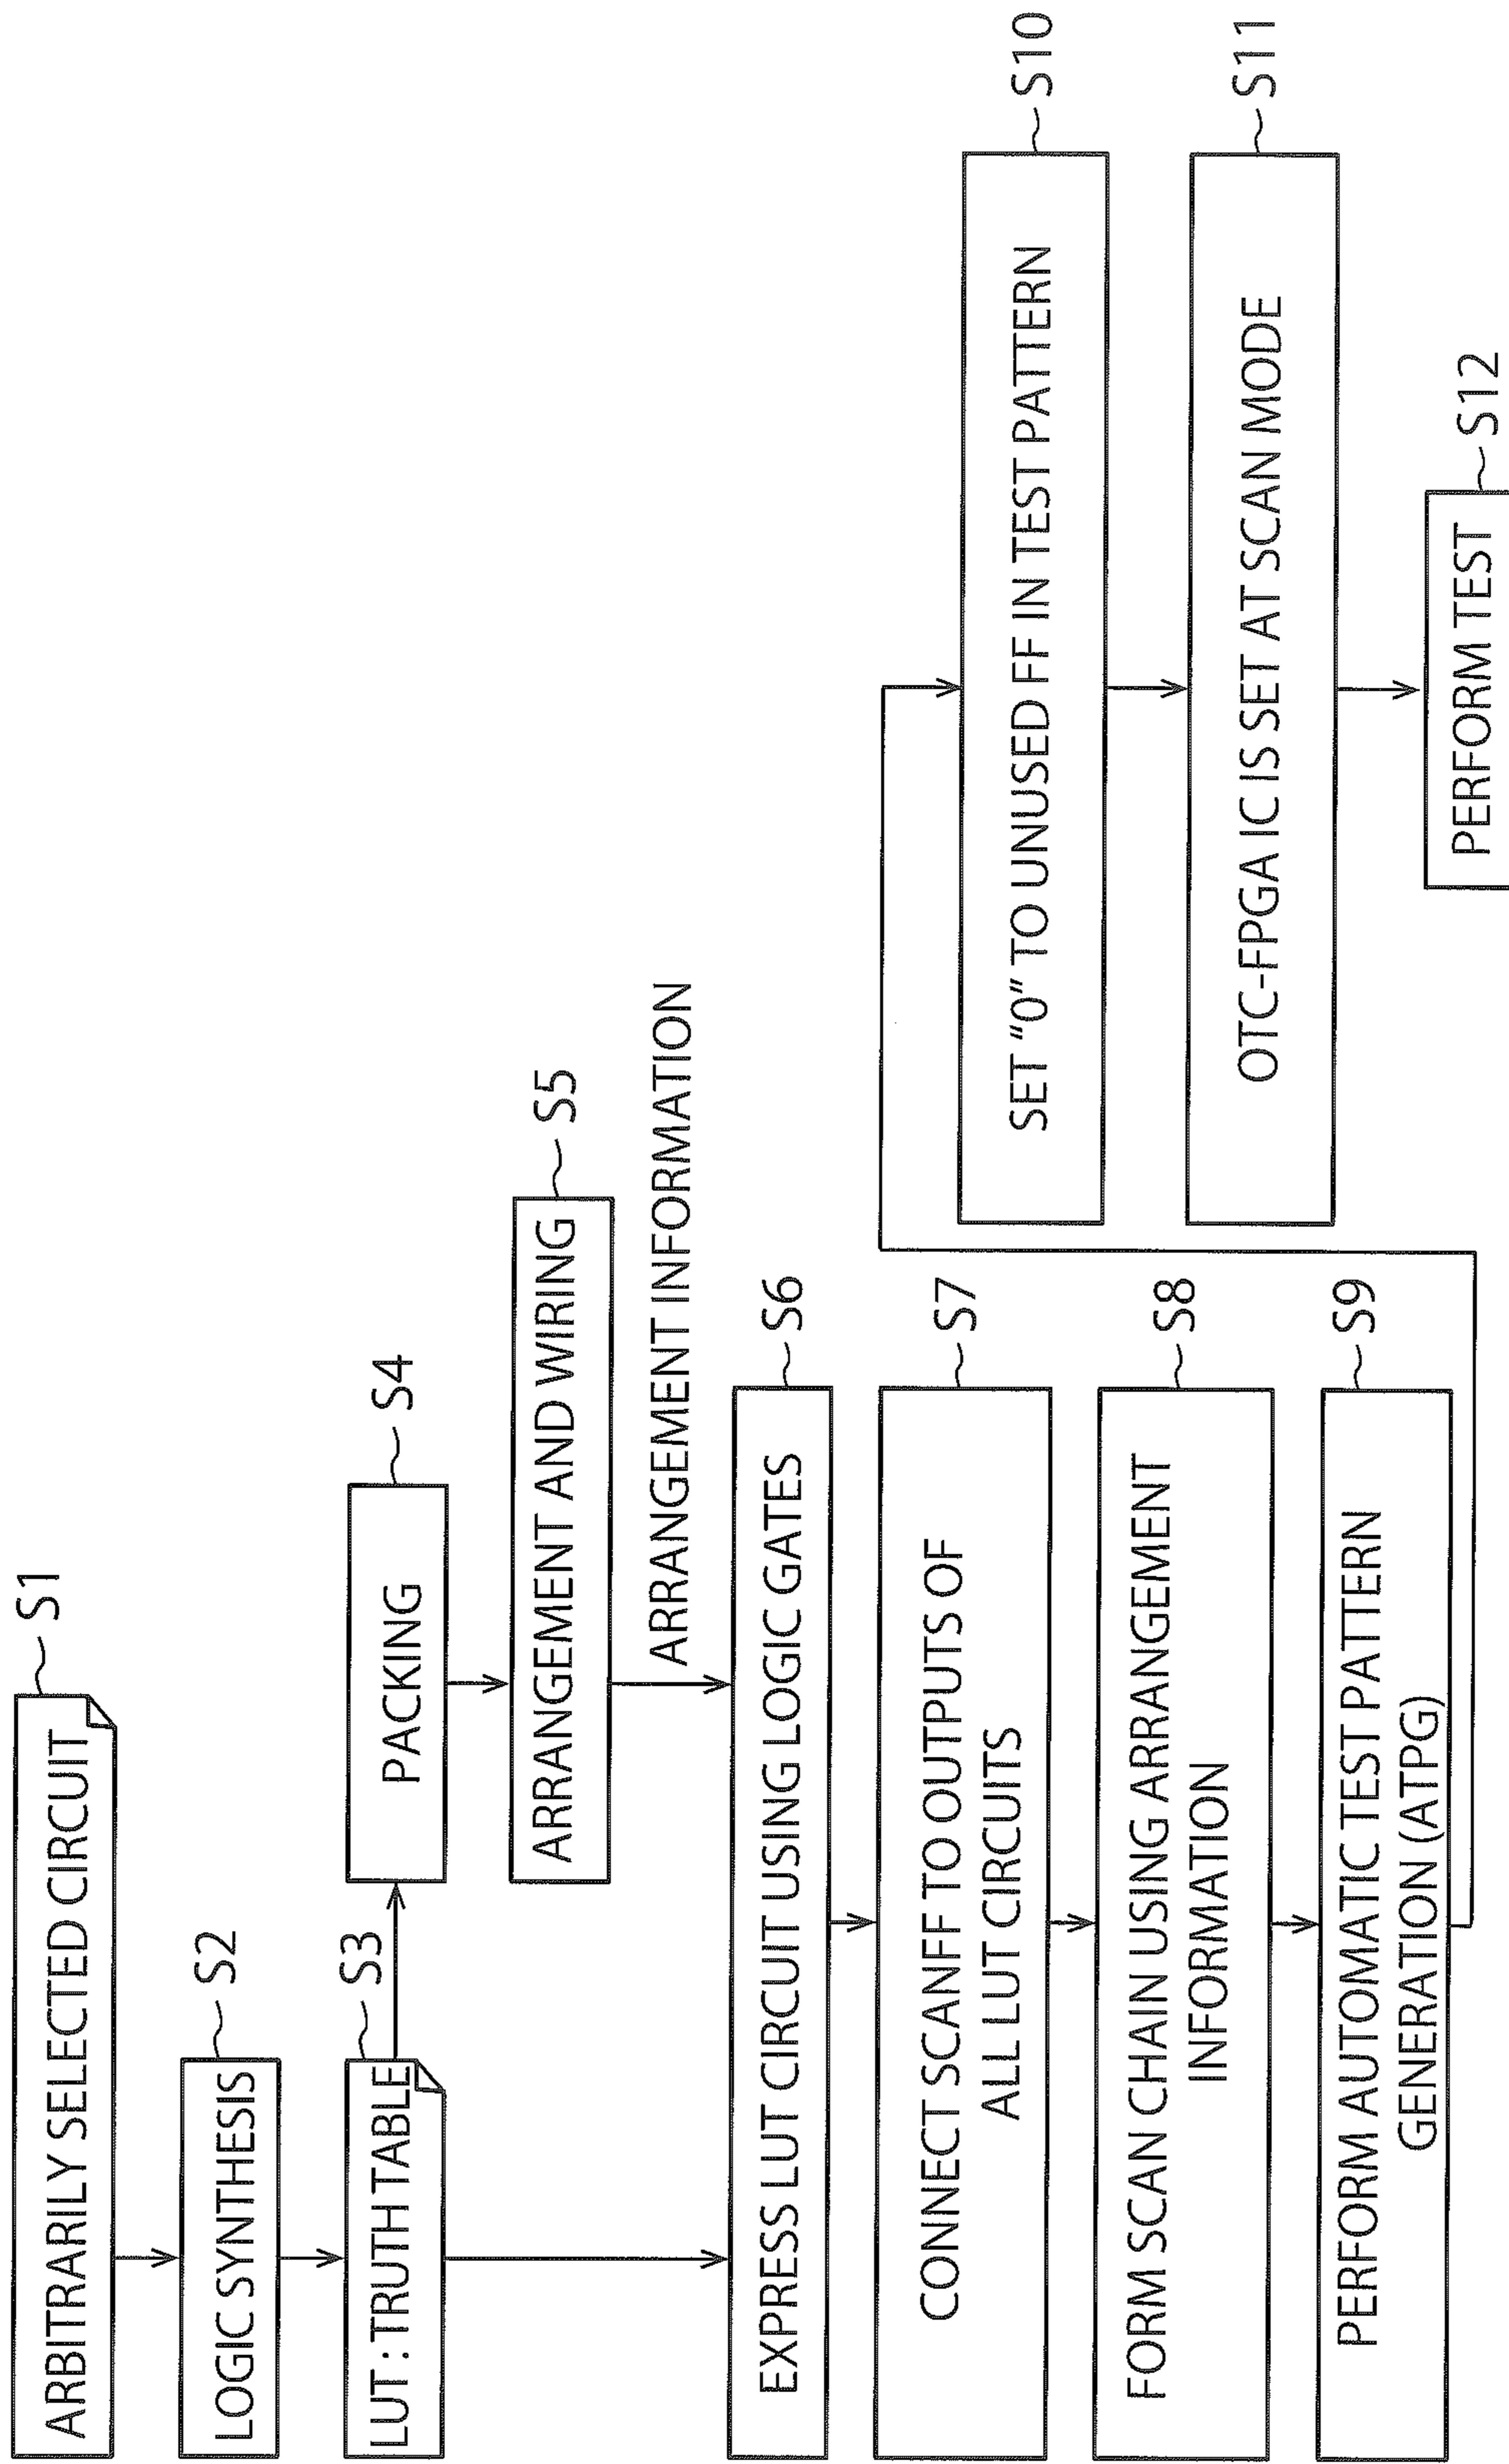 ARBITRARILY SELECTED CIRCUIT
S1
LOGIC SYNTHESIS
S2
LUT : TRUTH TABLE
S3
PACKING
S4
ARRANGEMENT AND WIRING
S5
ARRANGEMENT INFORMATION
EXPRESS LUT CIRCUIT USING LOGIC GATES
S6
CONNECT SCANFF TO OUTPUTS OF
ALL LUT CIRCUITS
S7
FORM SCAN CHAIN USING ARRANGEMENT
INFORMATION
S8
PERFORM AUTOMATIC TEST PATTERN
GENERATION (ATPG)
S9
SET “0” TO UNUSED FF IN TEST PATTERN
S10
OTC-FPGA IC IS SET AT SCAN MODE
S11
PERFORM TEST
S12